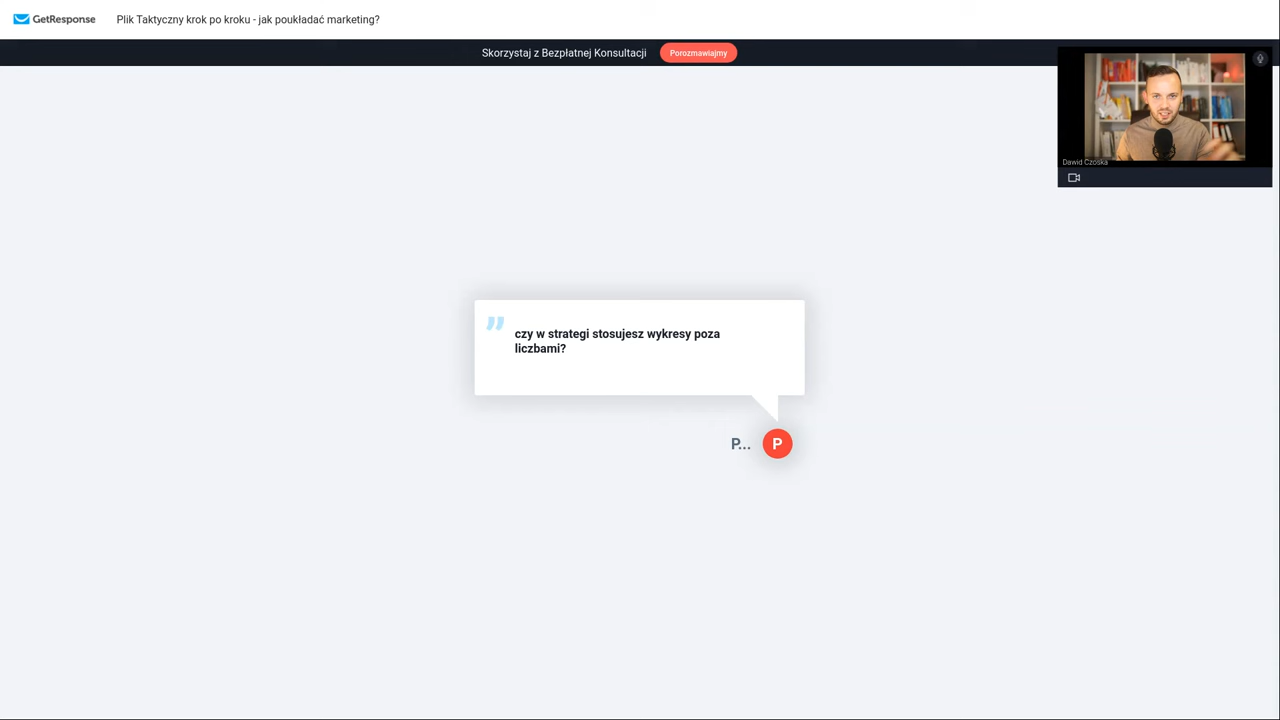 GetResponse
Plik Taktyczny krok po kroku - jak poukładać marketing?
Skorzystaj z Bezpłatnej Konsultacji
Porozmawiajmy
Dawid Czoska
czy w strategi stosujesz wykresy poza
liczbami?
P...
P